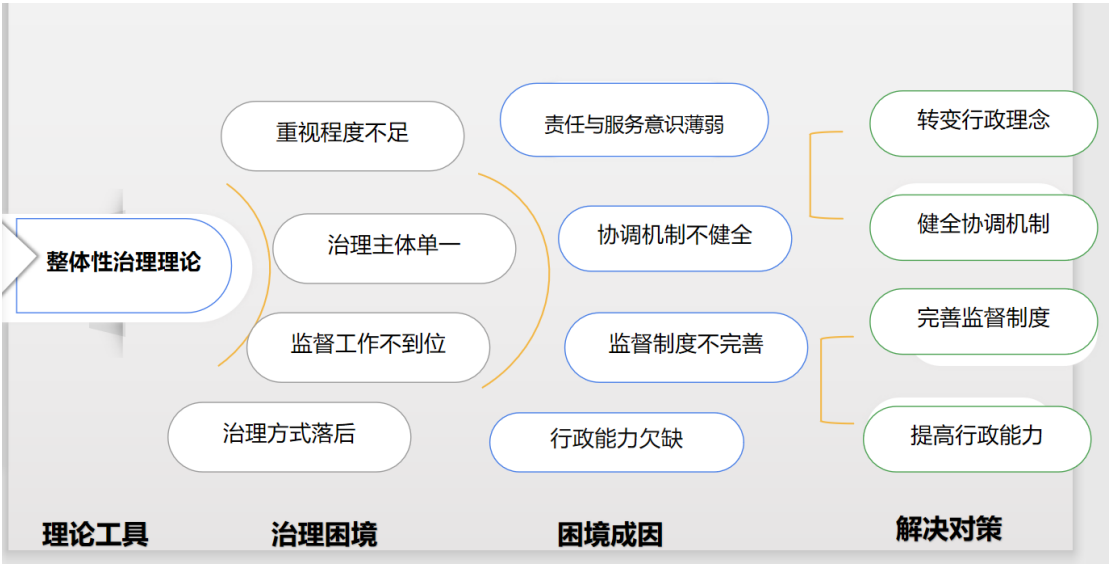 整体性治理理论
重视程度不足
治理主体单一
监督工作不到位
治理方式落后
责任与服务意识薄弱
协调机制不健全
监督制度不完善
行政能力欠缺
转变行政理念
健全协调机制
完善监督制度
提高行政能力
理论工具
治理困境
困境成因
解决对策